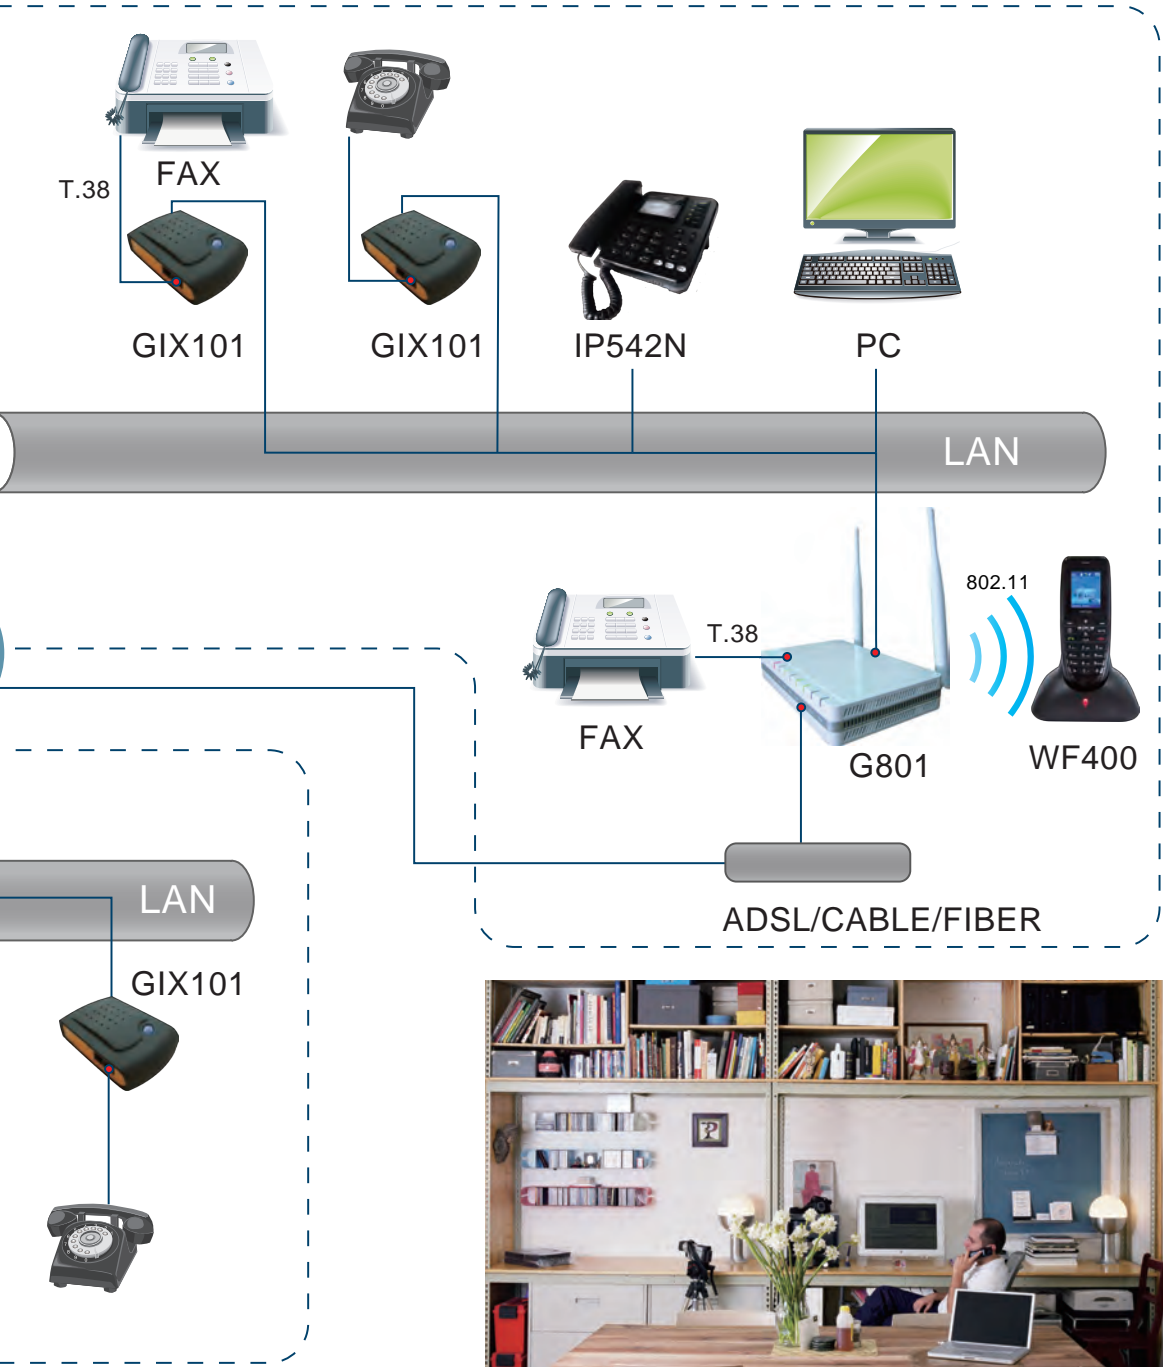 FAX
T.38
GIX101
GIX101
IP542N
PC
LAN
802.11
T.38
FAX
G801
WF400
LAN
ADSL/CABLE/FIBER
GIX101
P